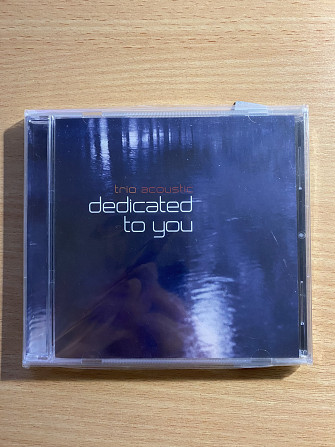 trio acoustic
dedicated
to you